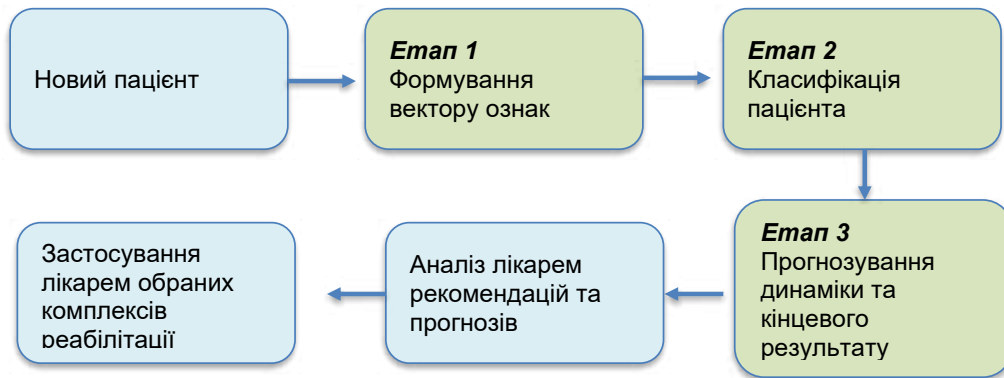 Новий пацієнт
Етап 1
Формування
вектору ознак
Етап 2
Класифікація
пацієнта
Етап 3
Прогнозування
динаміки та
кінцевого
результату
Аналіз лікарем
рекомендацій та
прогнозів
Застосування
лікарем обраних
комплексів
реабілітації